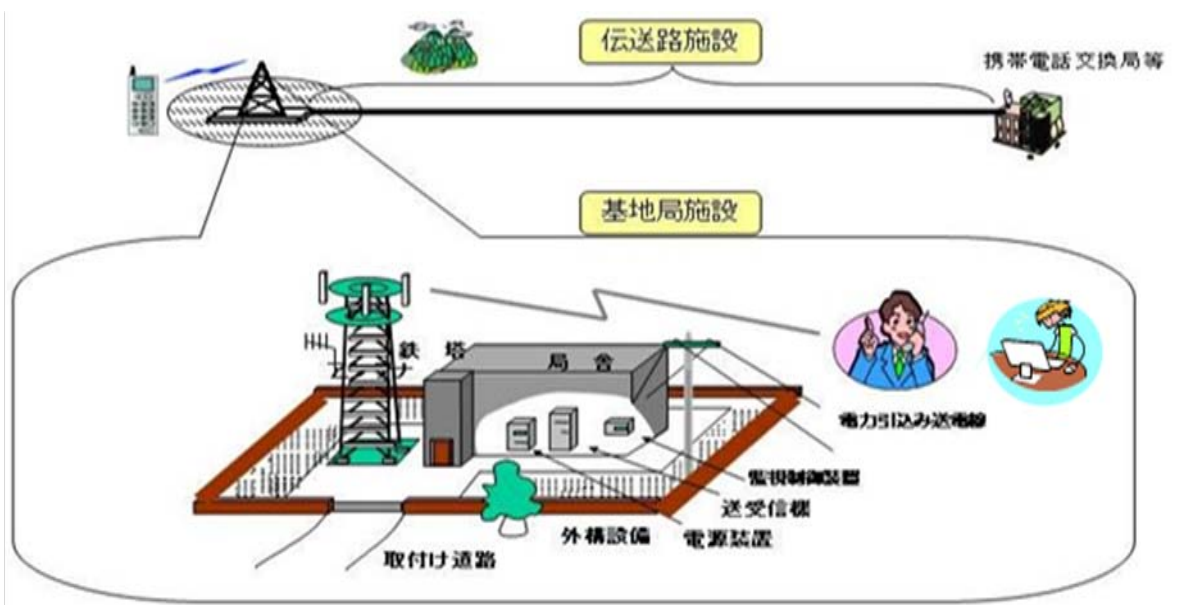 伝送路施設
携帯電話交換局等
基地局施設
鉄塔
局舎
電力引込み送電線
監視制御装置
送受信機
電源装置
外構設備
取付け道路